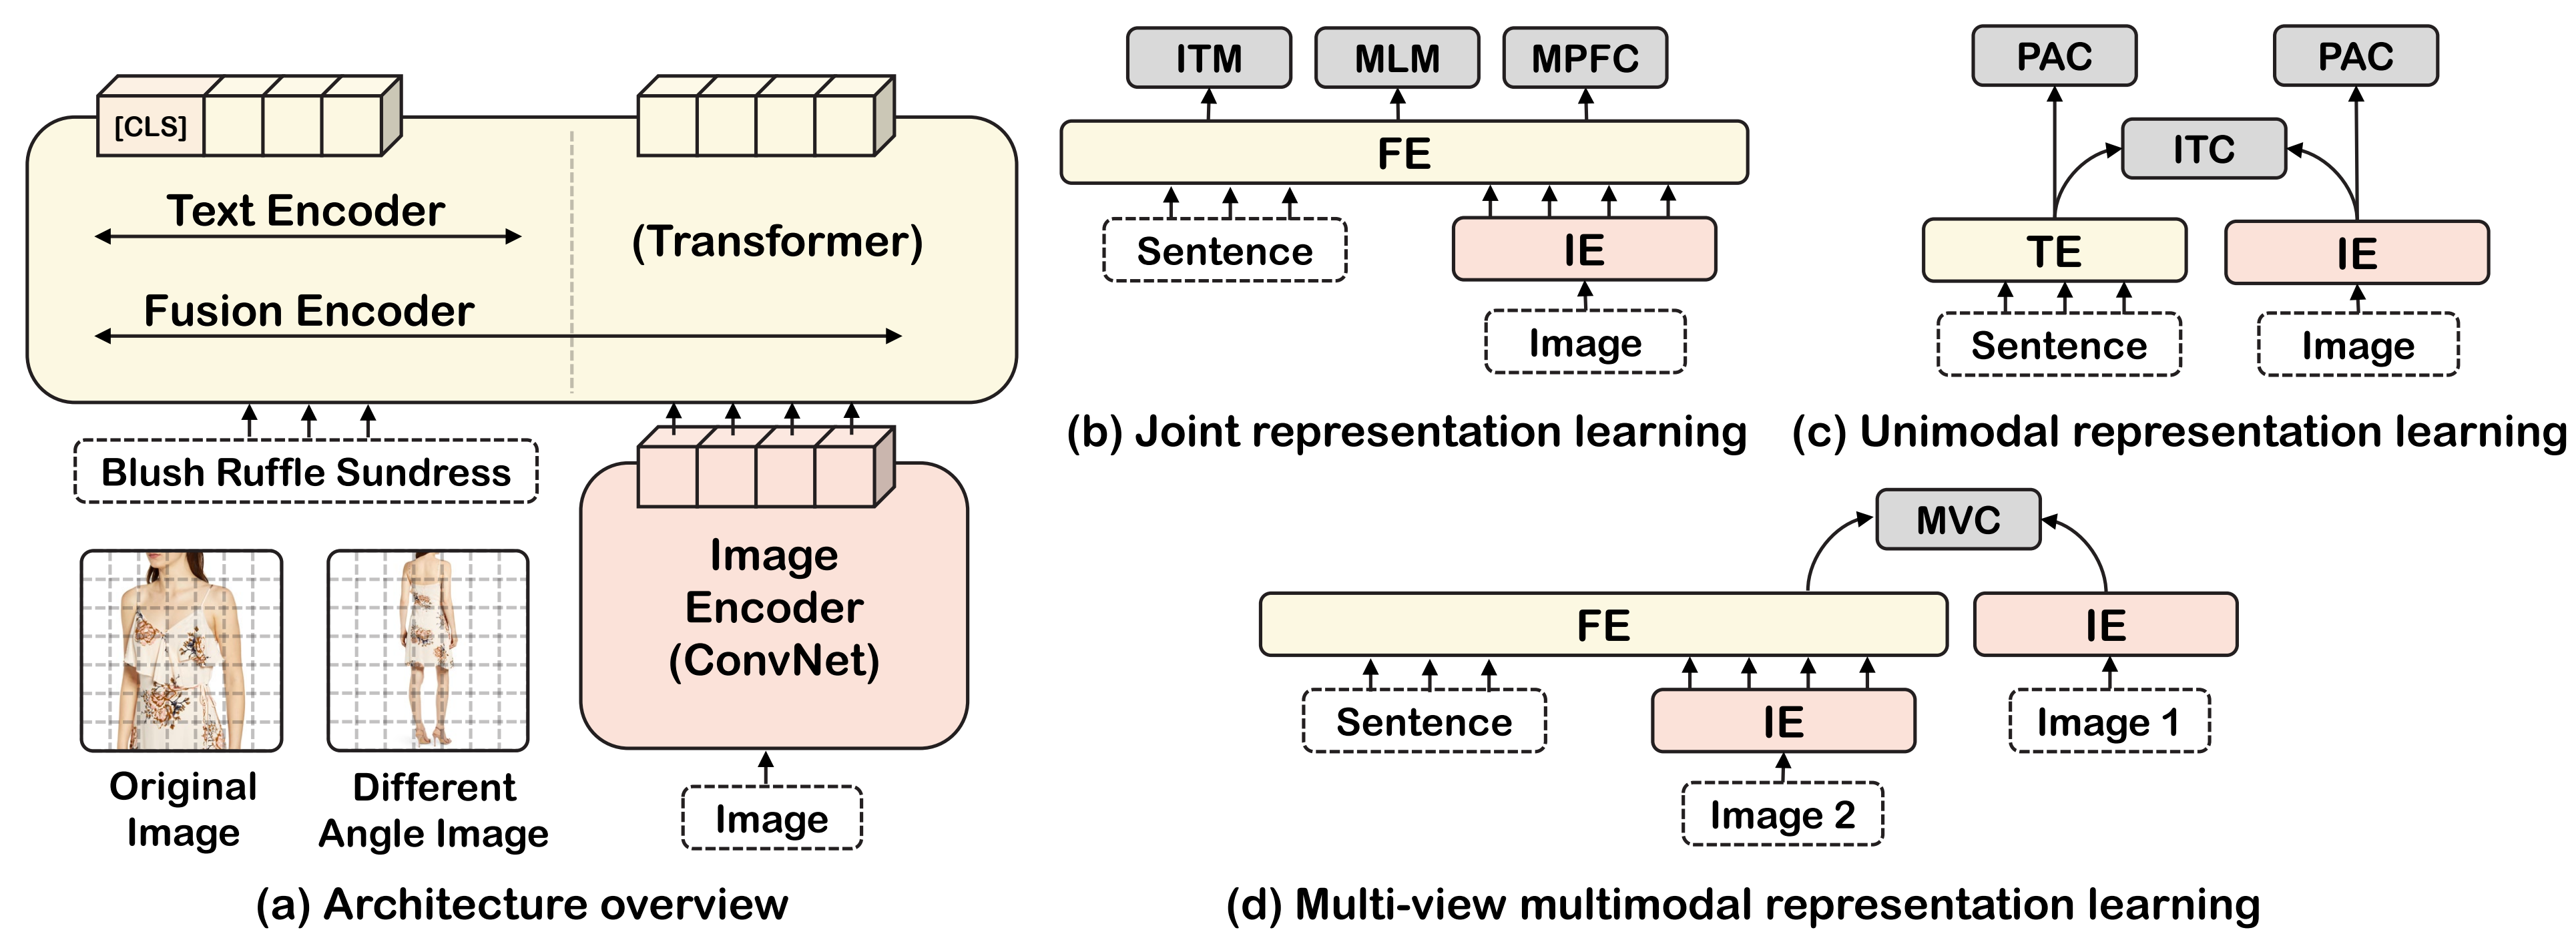 [CLS]
Text Encoder
(Transformer)
Fusion Encoder
Blush Ruffle Sundress
Image
Encoder
(ConvNet)
Original
Image
Different
Angle Image
Image
(a) Architecture overview
ITM
MLM
MPFC
FE
Sentence
IE
Image
(b) Joint representation learning
PAC
PAC
ITC
TE
IE
Sentence
Image
(c) Unimodal representation learning
MVC
FE
IE
Sentence
IE
Image 1
Image 2
(d) Multi-view multimodal representation learning